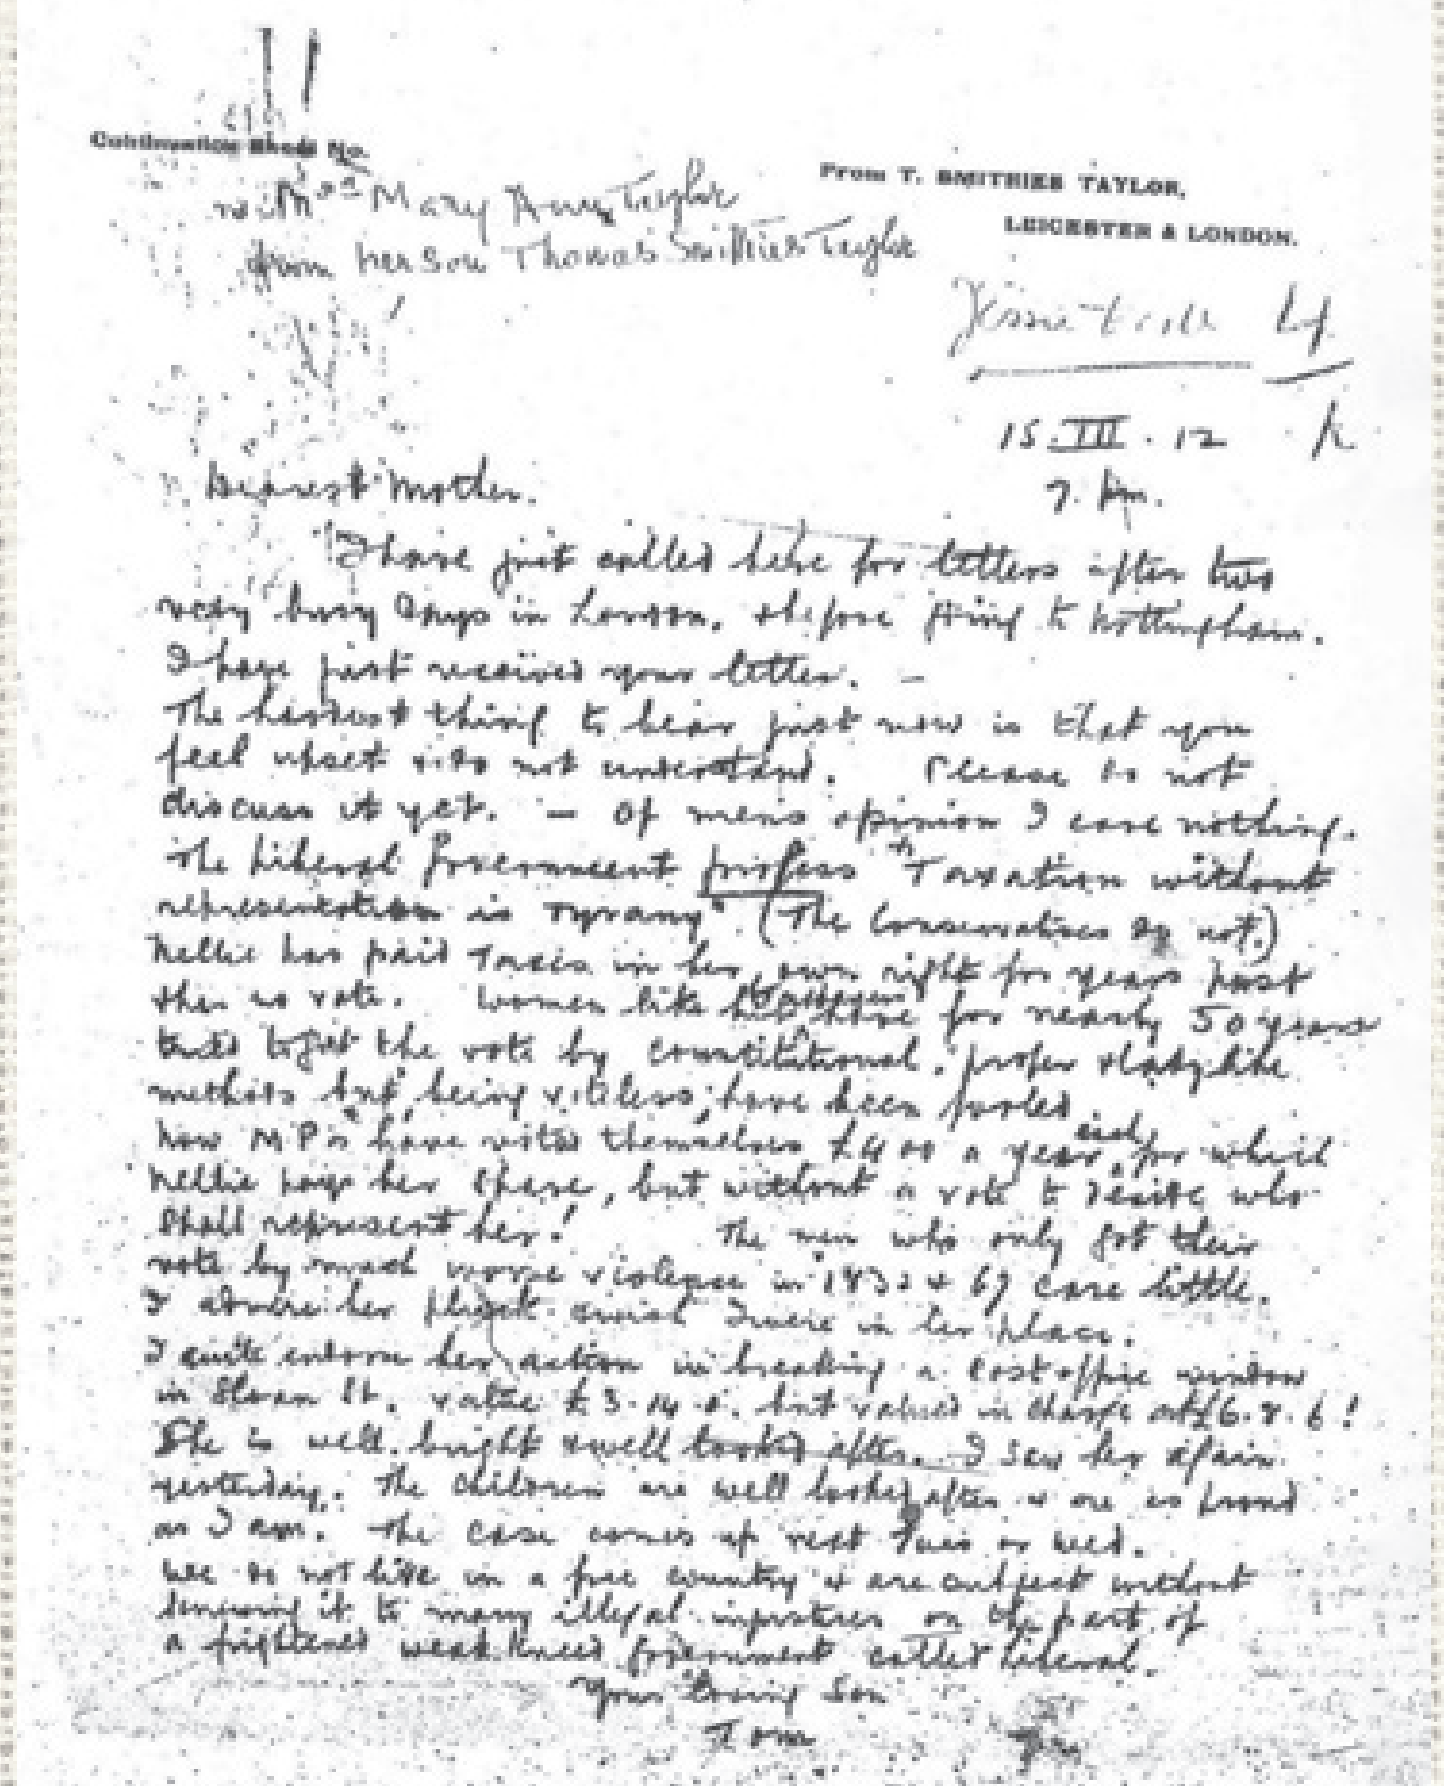 Continuation Sheet No.
From T. SMITHIES TAYLOR,
LEICESTER & LONDON.
Mrs Mary Ann Taylor
from her son Thomas Smithies Taylor
15.III.12
7. pm.
Dearest Mother.
I have just called here for letters after two
very busy days in London. & before going to Nottingham.
I have just received your letter. —
The hardest thing to bear just now is that you
feel upset & do not understand. Please do not
discuss it yet. — Of men's opinion I care nothing.
The Liberal Government profess "Taxation without
representation is Tyrany". (The Conservatives do not.)
Nellie has paid Taxes in her own right for years past
& has no vote. Women like her have for nearly 50 years
tried to get the vote by constitutional, proper & ladylike
methods but, being voteless, have been fooled
Now MPs have voted themselves £400 a year each, for which
Nellie pays her share, but without a vote to decide who
shall represent her! The men who only got their
vote by much worse violence in 1832 & 67 care little.
I admire her pluck & wish I were in her place.
I quite endorse her action in breaking a Post office window
in Sloan St. value £3-14-0. but valued in charge at £6.8.6!
She is well, bright & well looked after. I saw her again
yesterday. The children are well looked after & are as proud
as I am. The case comes up next Tues or Wed.
We do not live in a free country & are subject without
knowing it to many illegal impostures on the part of
a frightened weak kneed government called liberal.
Your loving Son
Tom